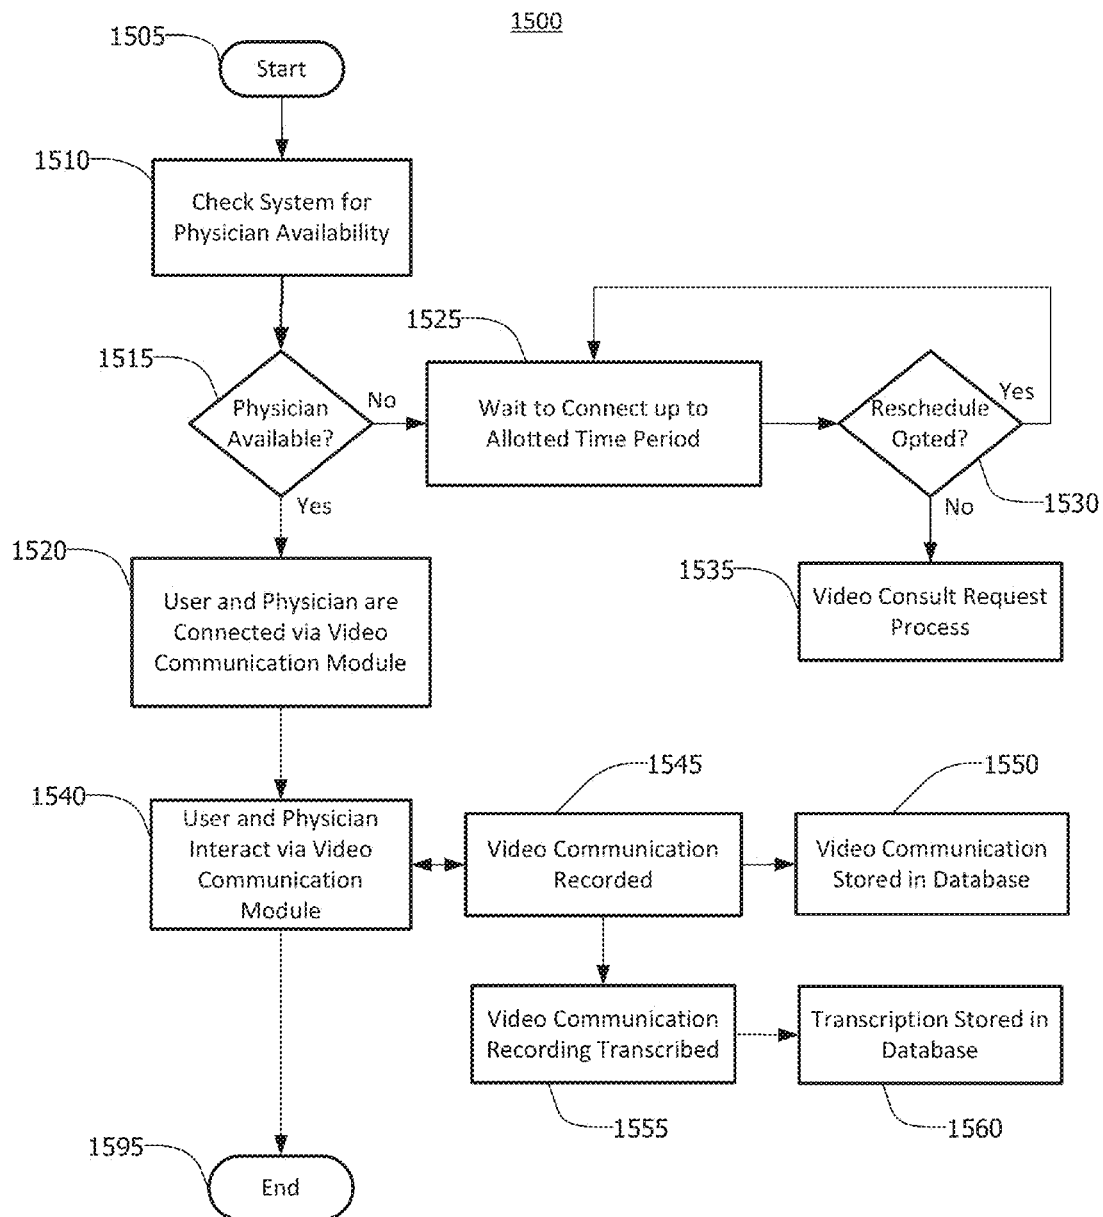 1500
1505
Start
1510
Check System for
Physician Availability
1515
Physician
Available?
No
Yes
1525
Wait to Connect up to
Allotted Time Period
Reschedule
Opted?
Yes
No
1530
1520
User and Physician are
Connected via Video
Communication Module
1535
Video Consult Request
Process
1540
User and Physician
Interact via Video
Communication
Module
1545
Video Communication
Recorded
1550
Video Communication
Stored in Database
Video Communication
Recording Transcribed
1555
Transcription Stored in
Database
1560
1595
End